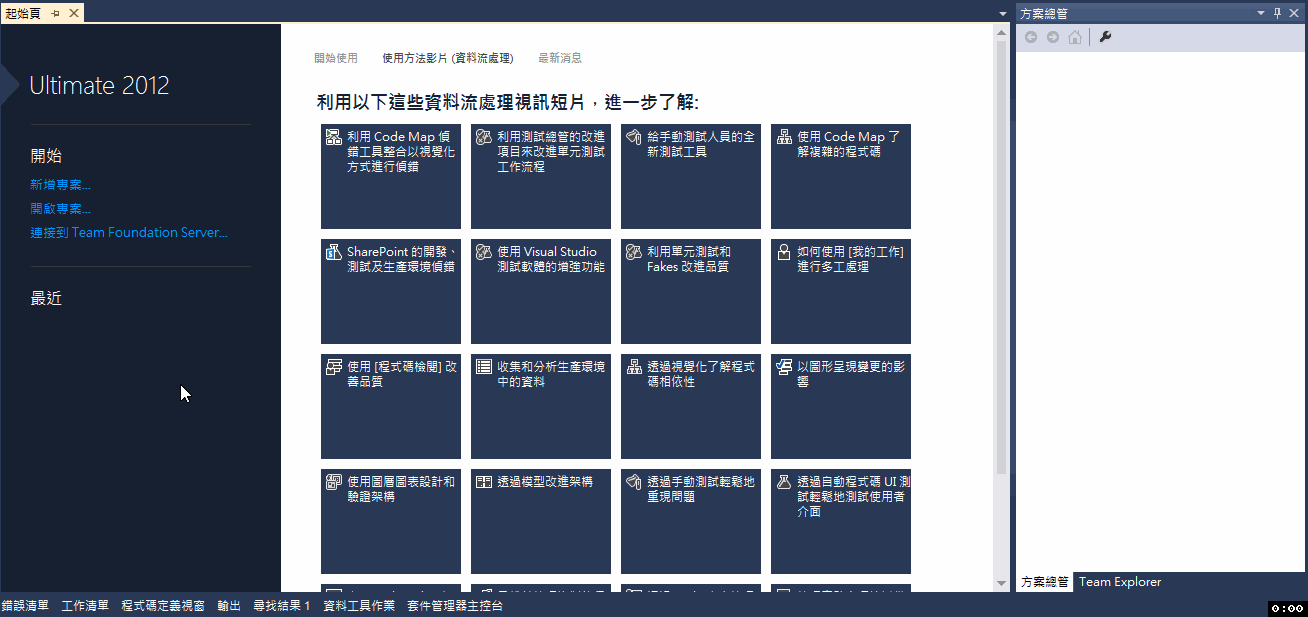 起始頁
方案總管
Ultimate 2012
開始
新增專案...
開啟專案...
連接到 Team Foundation Server...
最近
開始使用
使用方法影片 (資料流處理)
最新消息
利用以下這些資料流處理視訊短片，進一步了解:
利用 Code Map 偵
錯工具整合以視覺化
方式進行偵錯
利用測試總管的改進
項目來改進單元測試
工作流程
給手動測試人員的全
新測試工具
使用 Code Map 了
解複雜的程式碼
SharePoint 的開發、
測試及生產環境偵錯
使用 Visual Studio
測試軟體的增強功能
利用單元測試和
Fakes 改進品質
如何使用 [我的工作]
進行多工處理
使用 [程式碼檢閱] 改
善品質
收集和分析生產環境
中的資料
透過視覺化了解程式
碼相依性
以圖形呈現變更的影
響
使用圖層圖表設計和
驗證架構
透過模型改進架構
透過手動測試輕鬆地
重現問題
透過自動程式碼 UI 測
試輕鬆地測試使用者
介面
方案總管
Team Explorer
錯誤清單
工作清單
程式碼定義視窗
輸出
尋找結果 1
資料工具作業
套件管理器主控台
0:00